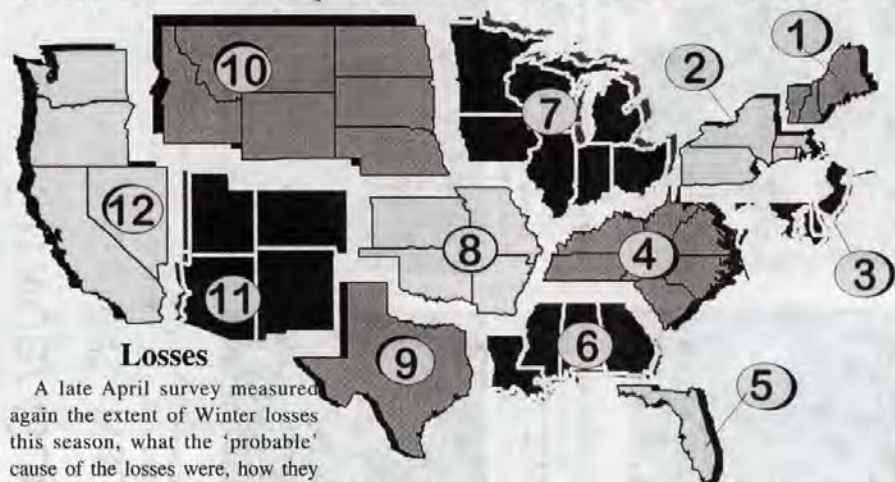 1
2
10
7
12
8
4
3
11
9
6
5
Losses
A late April survey measured
again the extent of Winter losses
this season, what the 'probable'
cause of the losses were, how they